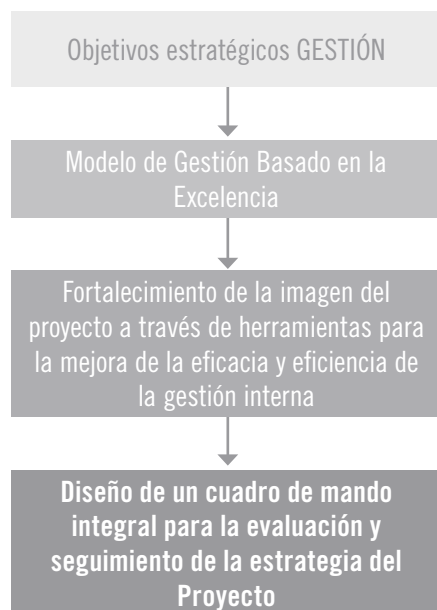 Objetivos estratégicos GESTIÓN
Modelo de Gestión Basado en la
Excelencia
Fortalecimiento de la imagen del
proyecto a través de herramientas para
la mejora de la eficacia y eficiencia de
la gestión interna
Diseño de un cuadro de mando
integral para la evaluación y
seguimiento de la estrategia del
Proyecto